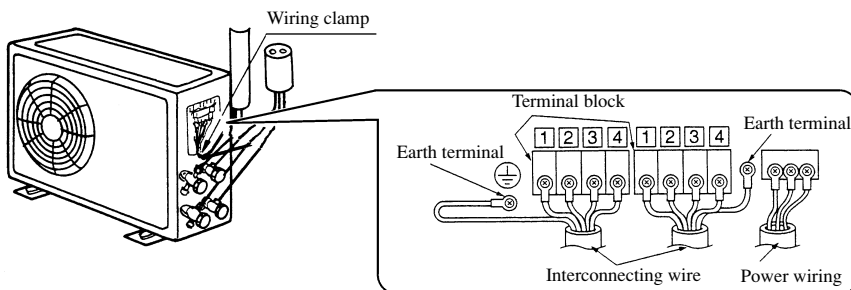 Wiring clamp
Terminal block
1 2 3 4 1 2 3 4
Earth terminal
Earth terminal
Interconnecting wire
Power wiring